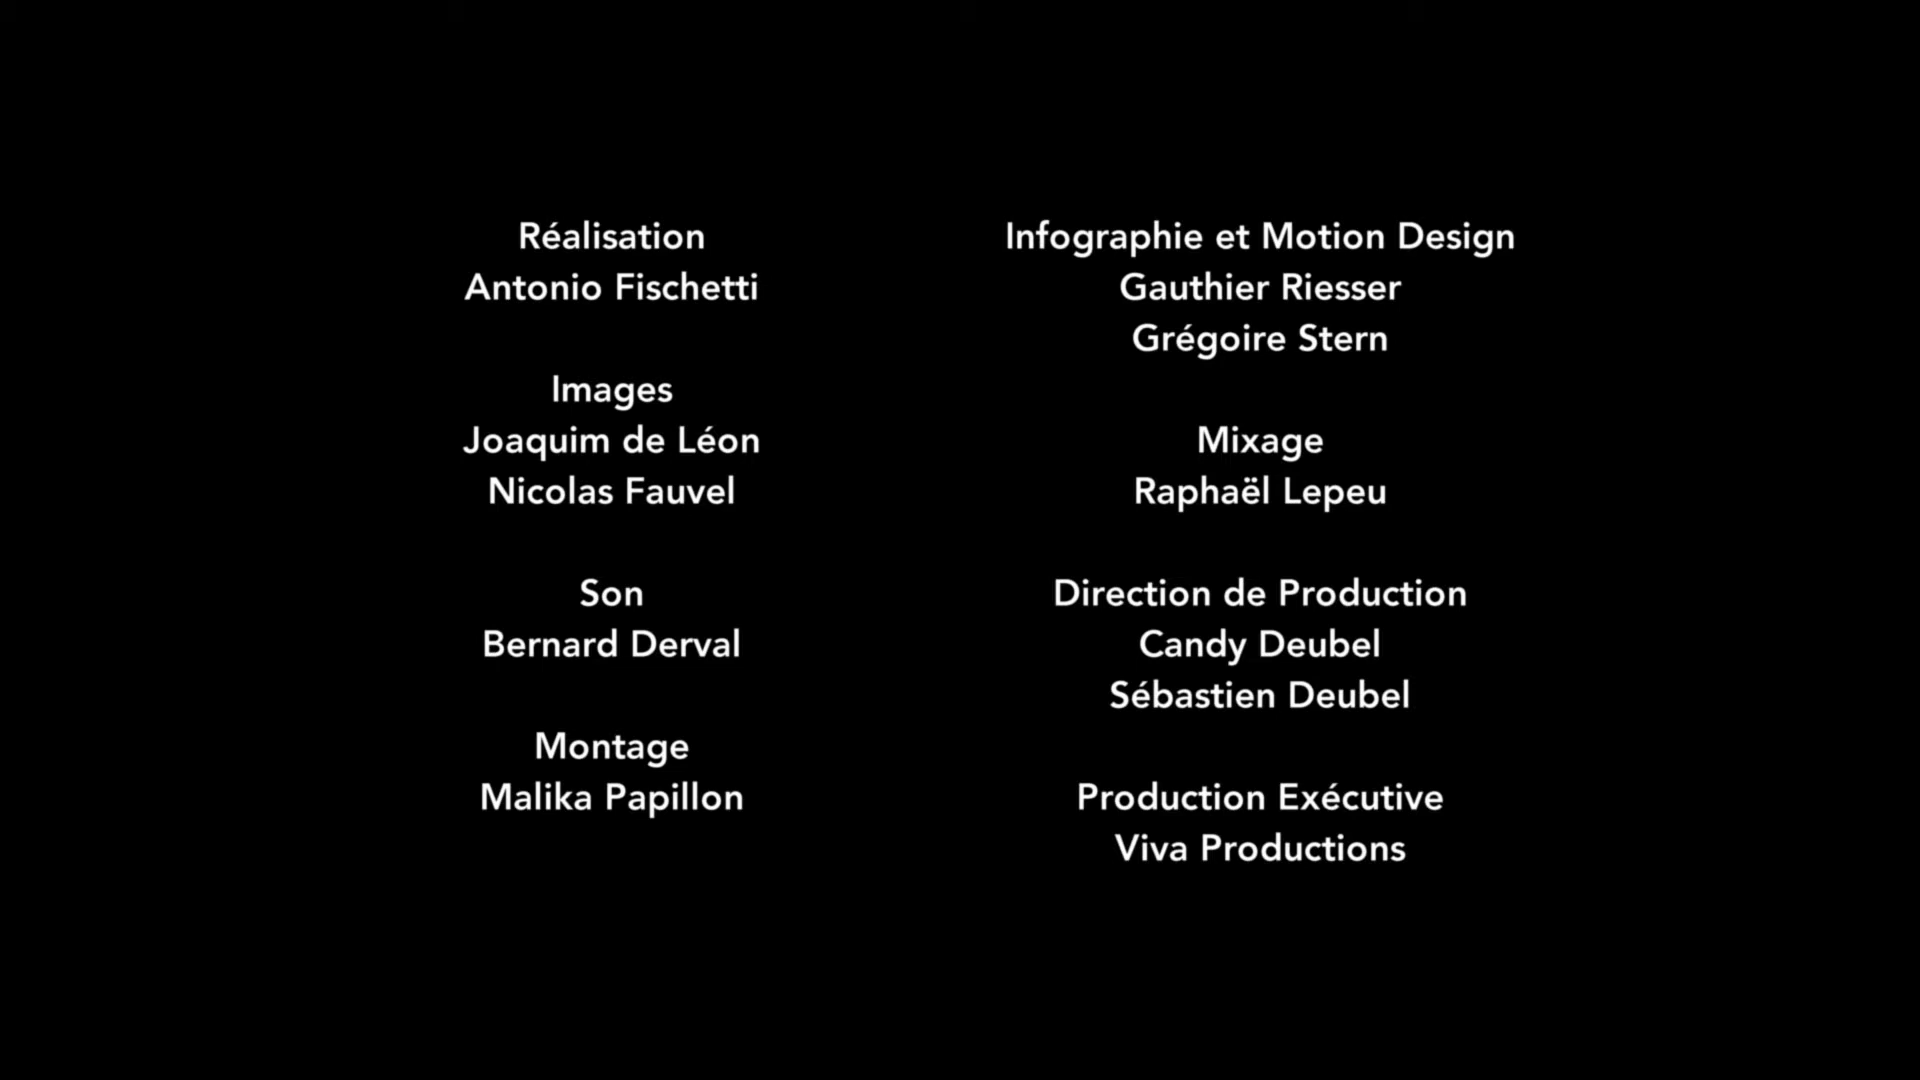 Réalisation
Antonio Fischetti
Images
Joaquim de Léon
Nicolas Fauvel
Son
Bernard Derval
Montage
Malika Papillon
Infographie et Motion Design
Gauthier Riesser
Grégoire Stern
Mixage
Raphaël Lepeu
Direction de Production
Candy Deubel
Sébastien Deubel
Production Exécutive
Viva Productions